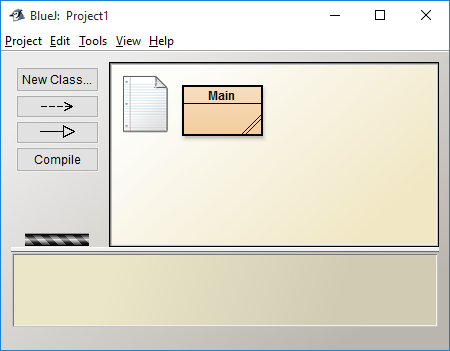 BlueJ:  Project1
Project Edit Tools View Help
New Class...
Main
Compile